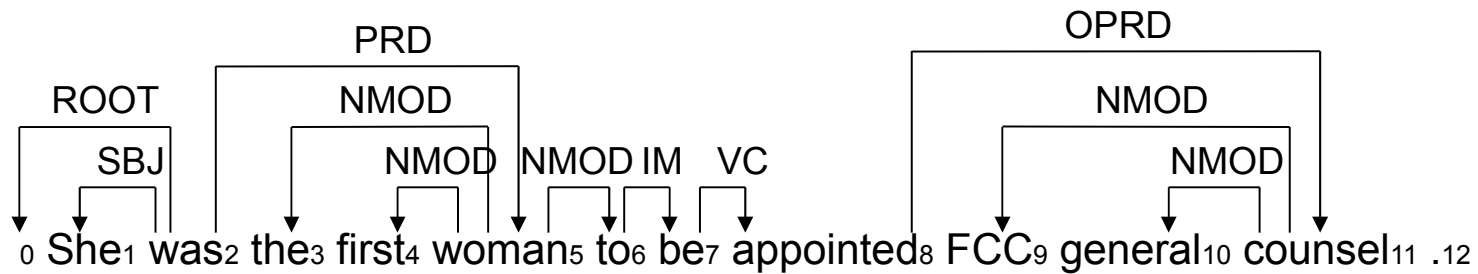 PRD OPRD
ROOT NMOD NMOD
SBJ NMOD NMOD IM VC NMOD
0 She1 was2 the3 first4 woman5 to6 be7 appointed8 FCC9 general10 counsel11 .12